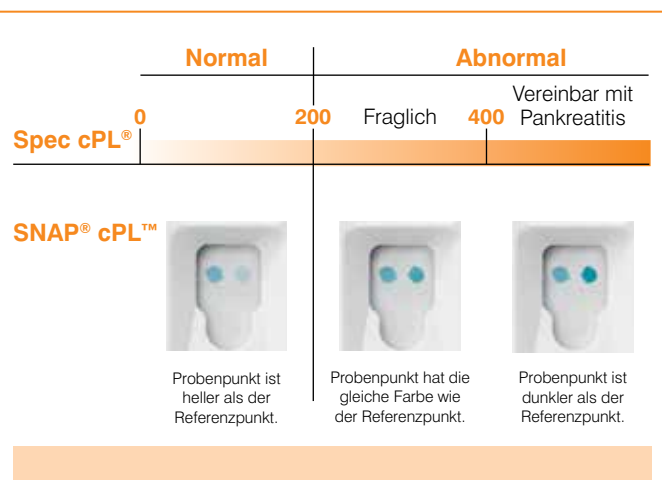 Normal
Abnormal
0
200
Fraglich
400
Vereinbar mit
Pankreatitis
Spec cPL®
SNAP® cPL™
Probenpunkt ist
heller als der
Referenzpunkt.
Probenpunkt hat die
gleiche Farbe wie
der Referenzpunkt.
Probenpunkt ist
dunkler als der
Referenzpunkt.